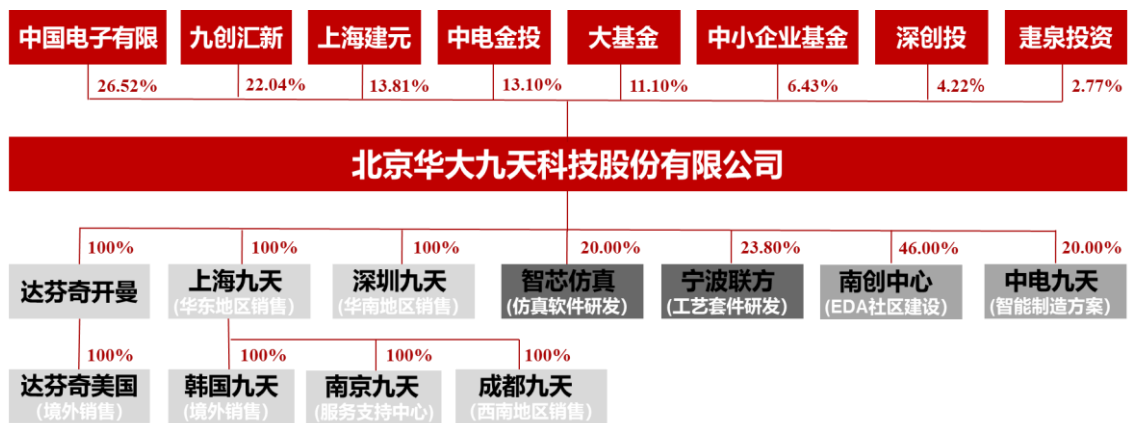 中国电子有限 九创汇新 上海建元 中电金投 大基金 中小企业基金 深创投 疌泉投资
26.52% 22.04% 13.81% 13.10% 11.10% 6.43% 4.22% 2.77%
北京华大九天科技股份有限公司
100% 100% 100% 20.00% 23.80% 46.00% 20.00%
达芬奇开曼 上海九天 深圳九天 智芯仿真 宁波联方 南创中心 中电九天
(华东地区销售) (华南地区销售) (仿真软件研发) (工艺套件研发) (EDA社区建设) (智能制造方案)
100% 100% 100% 100%
达芬奇美国 韩国九天 南京九天 成都九天
(境外销售) (境外销售) (服务支持中心) (西南地区销售)